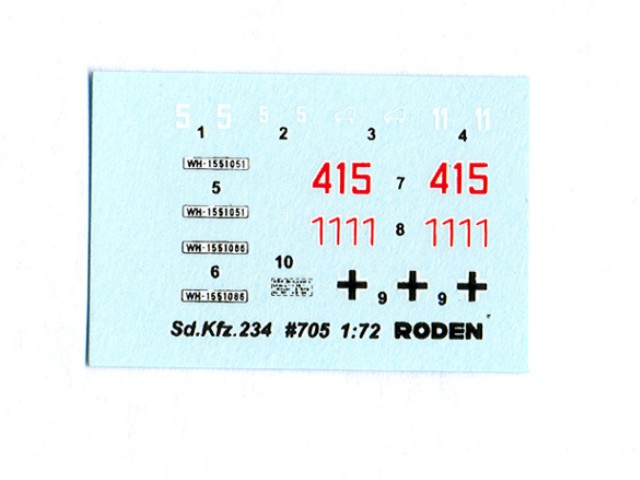 5 5 5 5 11 11
1 2 3 4
WH-1551051
415 7 415
5
WH-1551051
1111 8 1111
WH-1551086
6 10
WH-1551086
9 9
Sd.Kfz.234 #705 1:72 RODEN